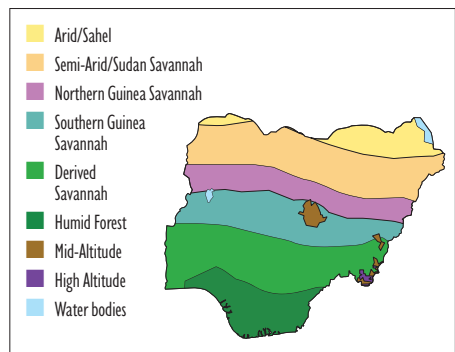 Arid/Sahel
Semi-Arid/Sudan Savannah
Northern Guinea Savannah
Southern Guinea
Savannah
Derived
Savannah
Humid Forest
Mid-Altitude
High Altitude
Water bodies